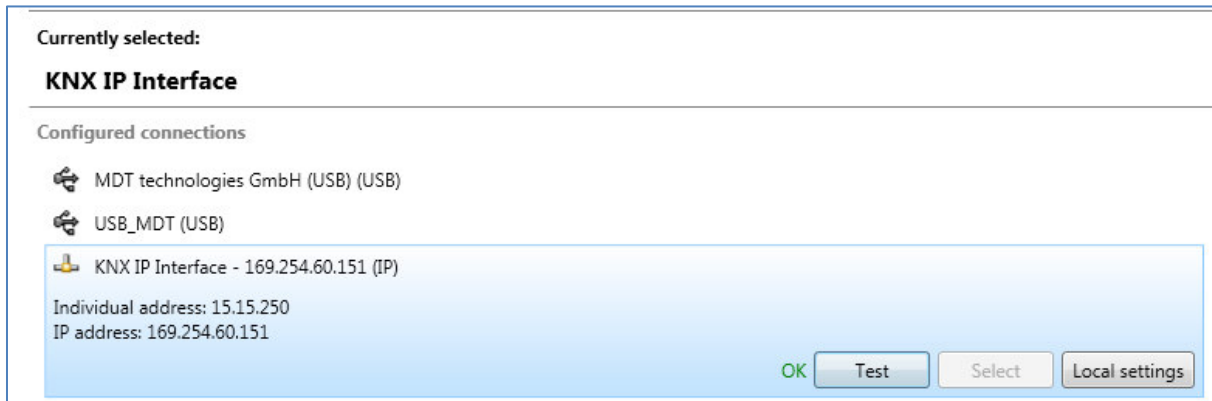 Currently selected:
KNX IP Interface
Configured connections
MDT technologies GmbH (USB) (USB)
USB_MDT (USB)
KNX IP Interface - 169.254.60.151 (IP)
Individual address: 15.15.250
IP address: 169.254.60.151
OK Test Select Local settings